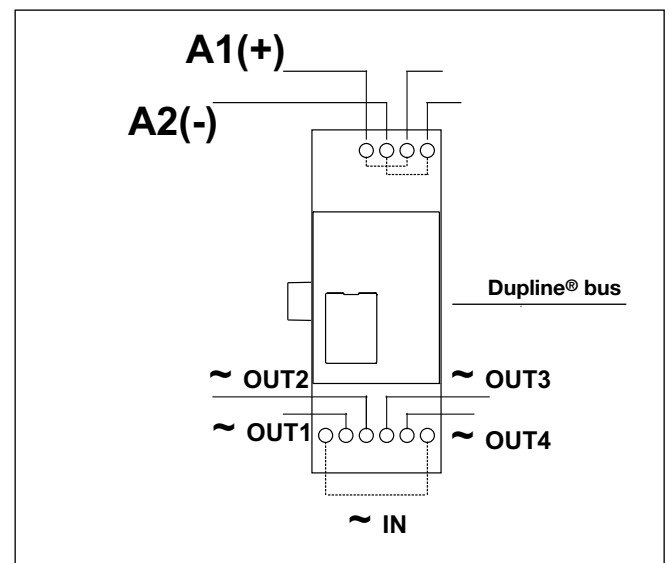 A1(+)
A2(-)
Dupline® bus
~ OUT2
~ OUT3
~ OUT1
~ OUT4
~ IN